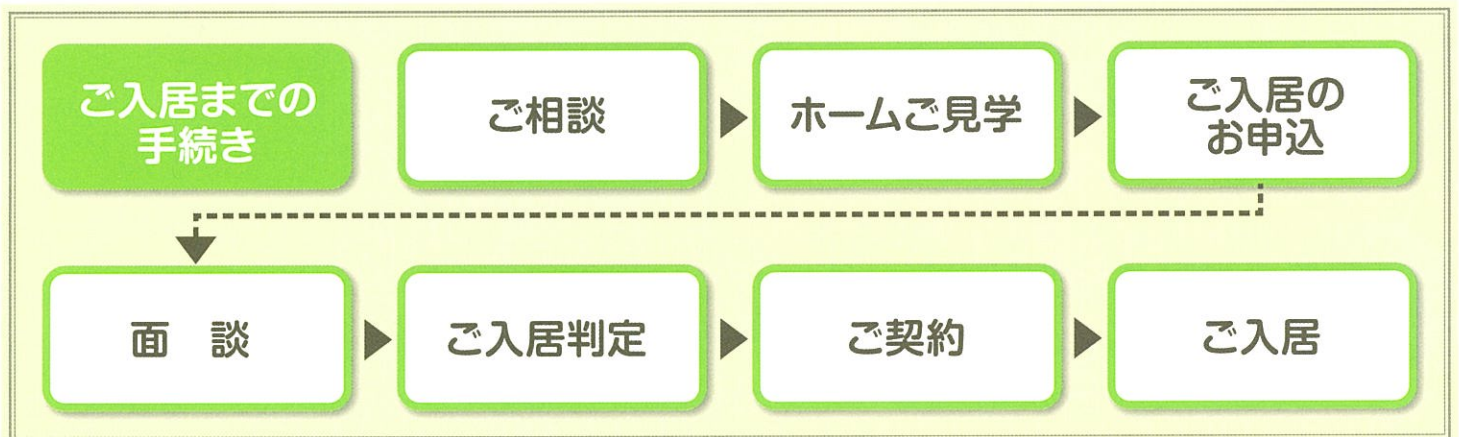 ご入居までの
手続き
ご相談
ホームご見学
ご入居の
お申込
面　談
ご入居判定
ご契約
ご入居